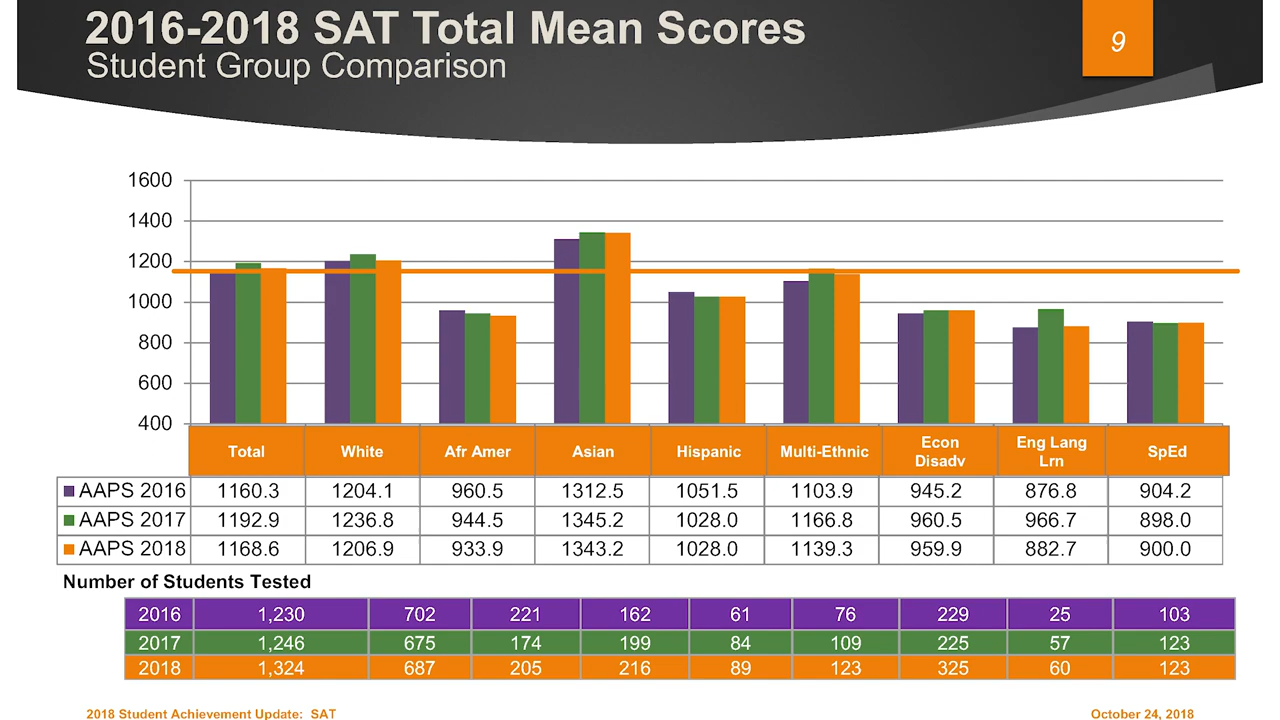 2016-2018 SAT Total Mean Scores
Student Group Comparison
9
1600
1400
1200
1000
800
600
400
Total White Afr Amer Asian Hispanic Multi-Ethnic Econ Disadv Eng Lang Lrn SpEd
AAPS 2016 1160.3 1204.1 960.5 1312.5 1051.5 1103.9 945.2 876.8 904.2
AAPS 2017 1192.9 1236.8 944.5 1345.2 1028.0 1166.8 960.5 966.7 898.0
AAPS 2018 1168.6 1206.9 933.9 1343.2 1028.0 1139.3 959.9 882.7 900.0
Number of Students Tested
2016 1,230 702 221 162 61 76 229 25 103
2017 1,246 675 174 199 84 109 225 57 123
2018 1,324 687 205 216 89 123 325 60 123
2018 Student Achievement Update: SAT October 24, 2018